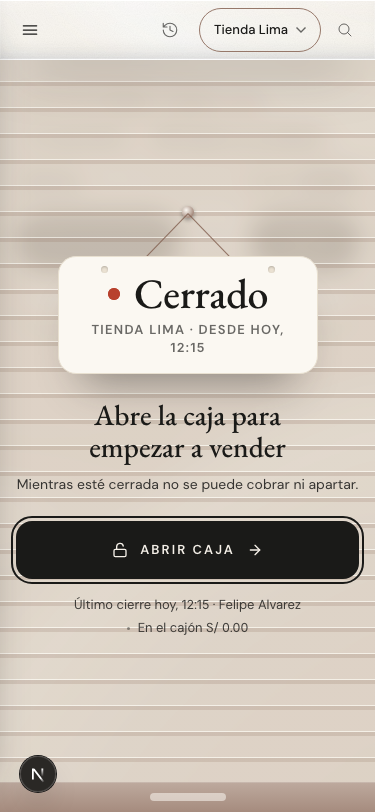 Tienda Lima
Cerrado
TIENDA LIMA · DESDE HOY,
12:15
Abre la caja para
empezar a vender
Mientras esté cerrada no se puede cobrar ni apartar.
ABRIR CAJA →
Último cierre hoy, 12:15 · Felipe Alvarez
• En el cajón S/ 0.00
N